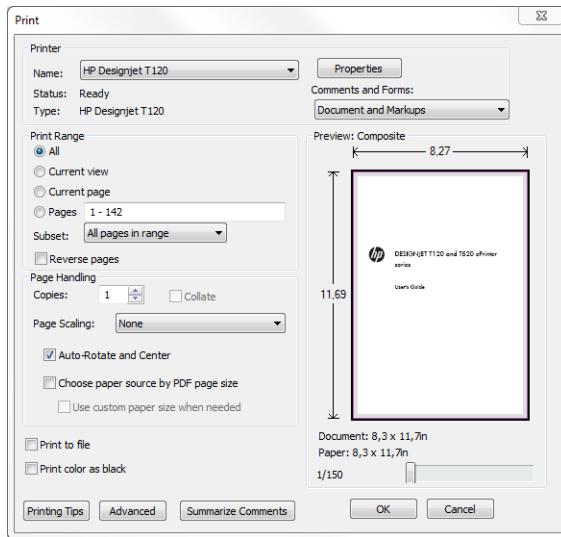 Print
Printer
Name: HP Designjet T120 Properties
Status: Ready Comments and Forms:
Type: HP Designjet T120 Document and Markups
Print Range
All
Current view
Current page
Pages 1 - 142
Subset: All pages in range
Reverse pages
Page Handling
Copies: 1 Collate
Page Scaling: None
Auto-Rotate and Center
Choose paper source by PDF page size
Use custom paper size when needed
Print to file
Print color as black
Preview: Composite
8,27
11,69
hp DESIGNJET T120 and T520 ePrinter
series
User's Guide
Document: 8,3 x 11,7in
Paper: 8,3 x 11,7in
1/150
Printing Tips Advanced Summarize Comments OK Cancel